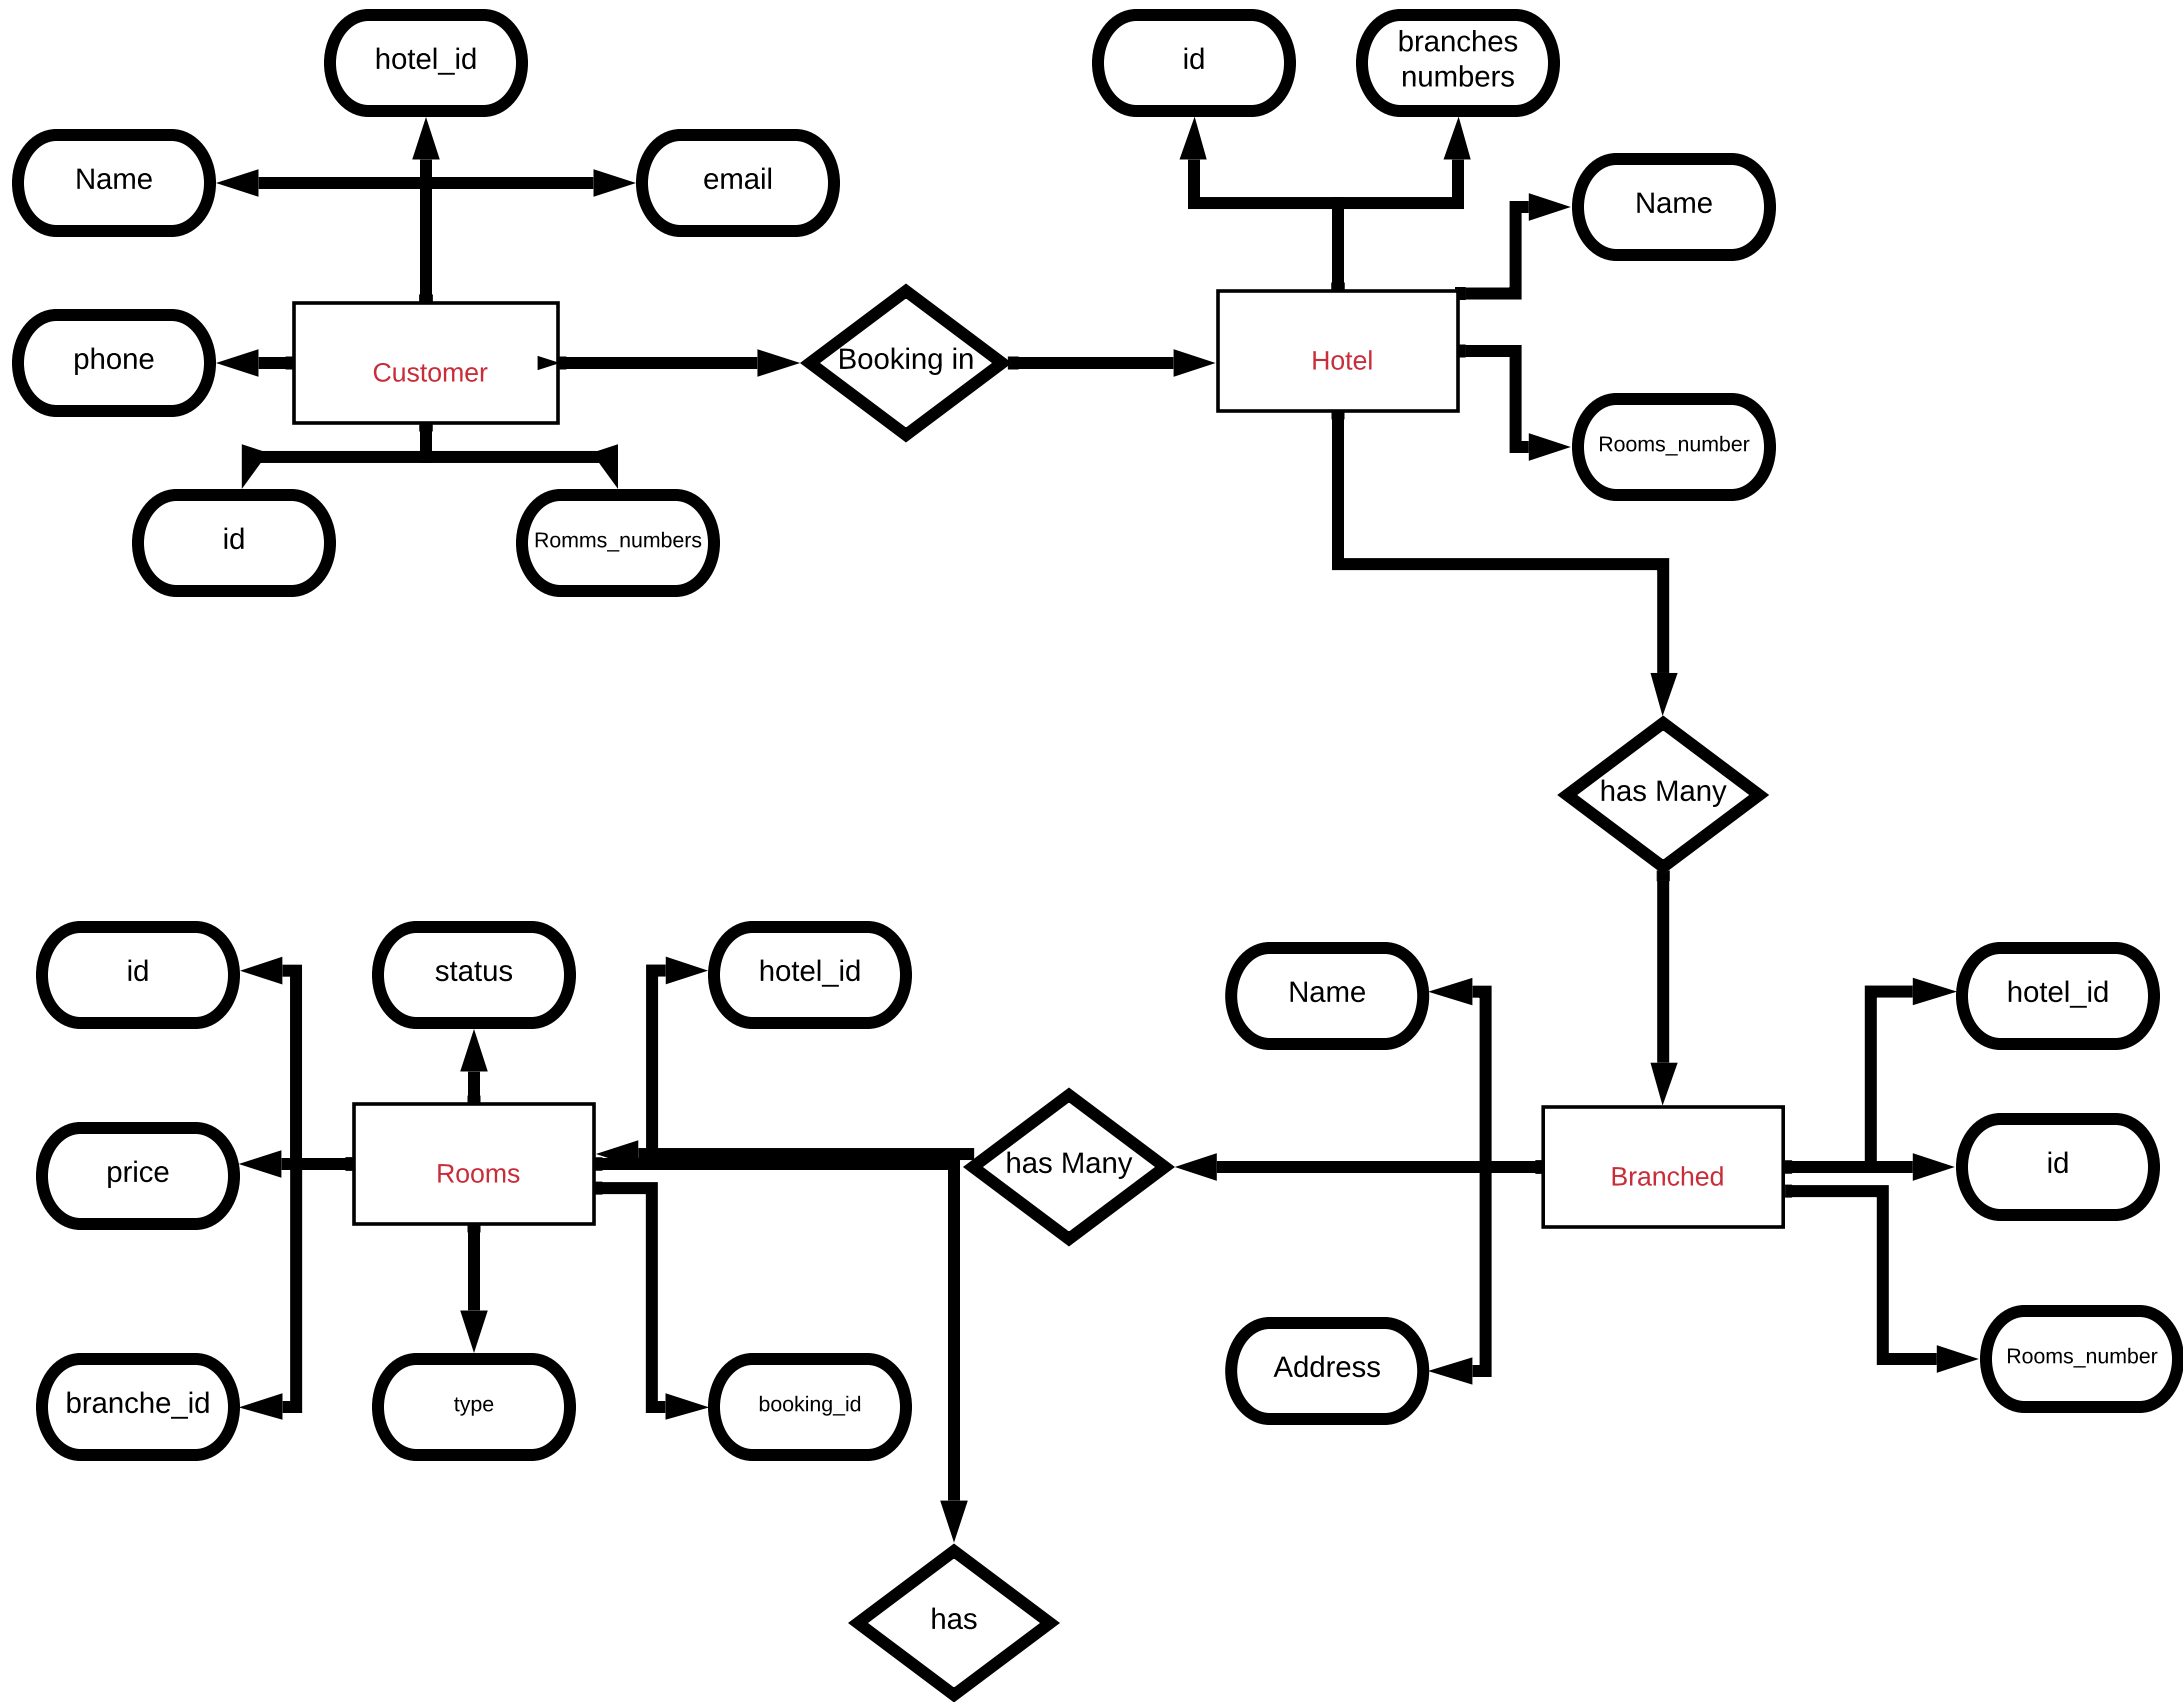 hotel_id
id
branches
numbers
Name
email
Name
phone
Customer
Booking in
Hotel
Rooms_number
id
Romms_numbers
has Many
id
status
hotel_id
Name
hotel_id
price
Rooms
has Many
Branched
id
branche_id
type
booking_id
Address
Rooms_number
has